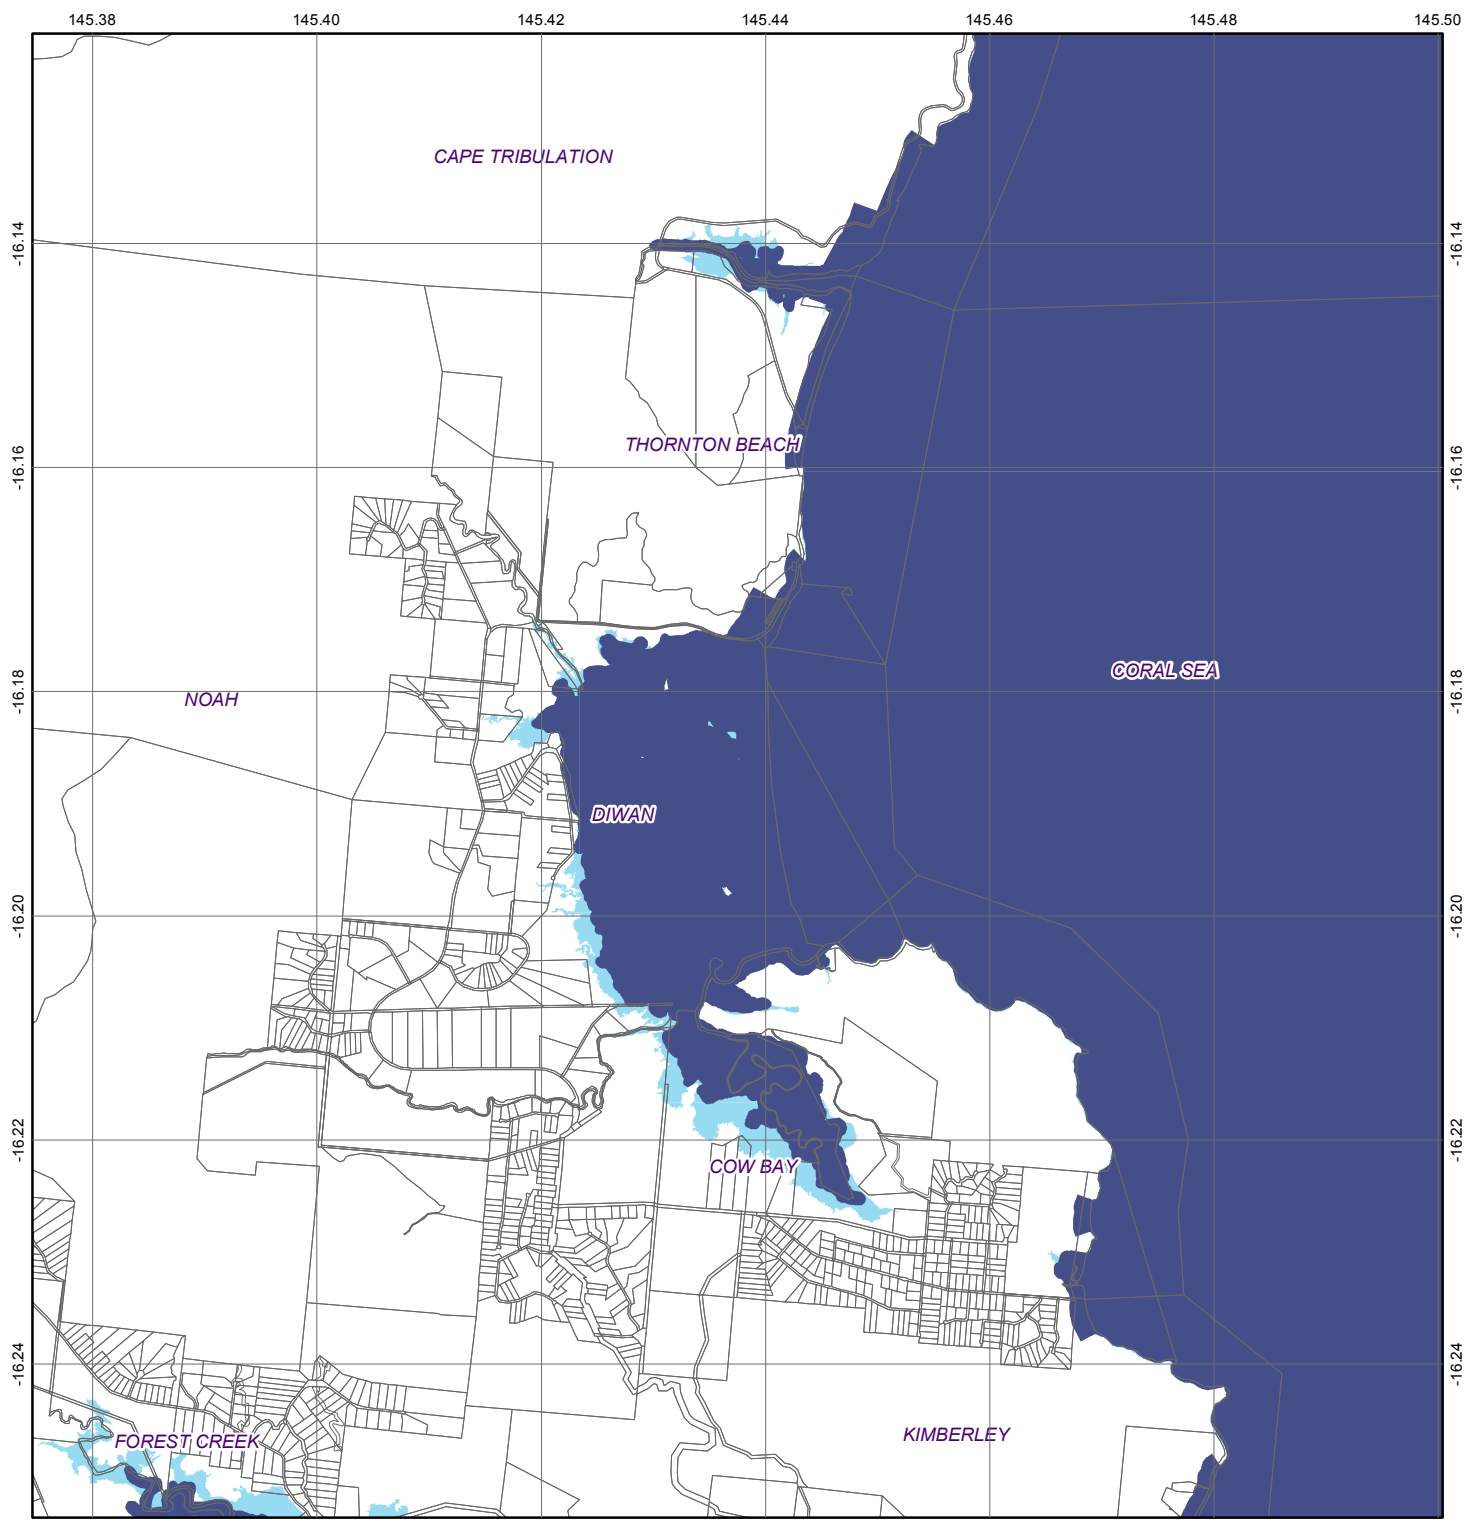 145.38 145.40 145.42 145.44 145.46 145.48 145.50
CAPE TRIBULATION
-16.14 -16.14
THORNTON BEACH
-16.16 -16.16
CORAL SEA
-16.18 -16.18
NOAH
DIWAN
-16.20 -16.20
-16.22 -16.22
COW BAY
-16.24 -16.24
KIMBERLEY
FOREST CREEK